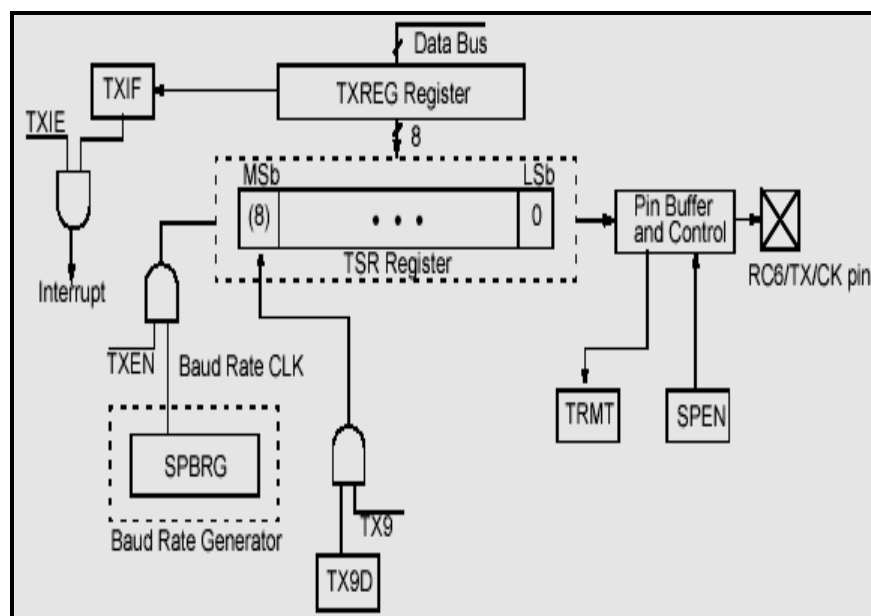 Data Bus
TXIF
TXREG Register
TXIE
8
MSb
LSb
(8)
• • •
0
Pin Buffer
and Control
TSR Register
RC6/TX/CK pin
Interrupt
TXEN
Baud Rate CLK
TRMT
SPEN
SPBRG
TX9
Baud Rate Generator
TX9D